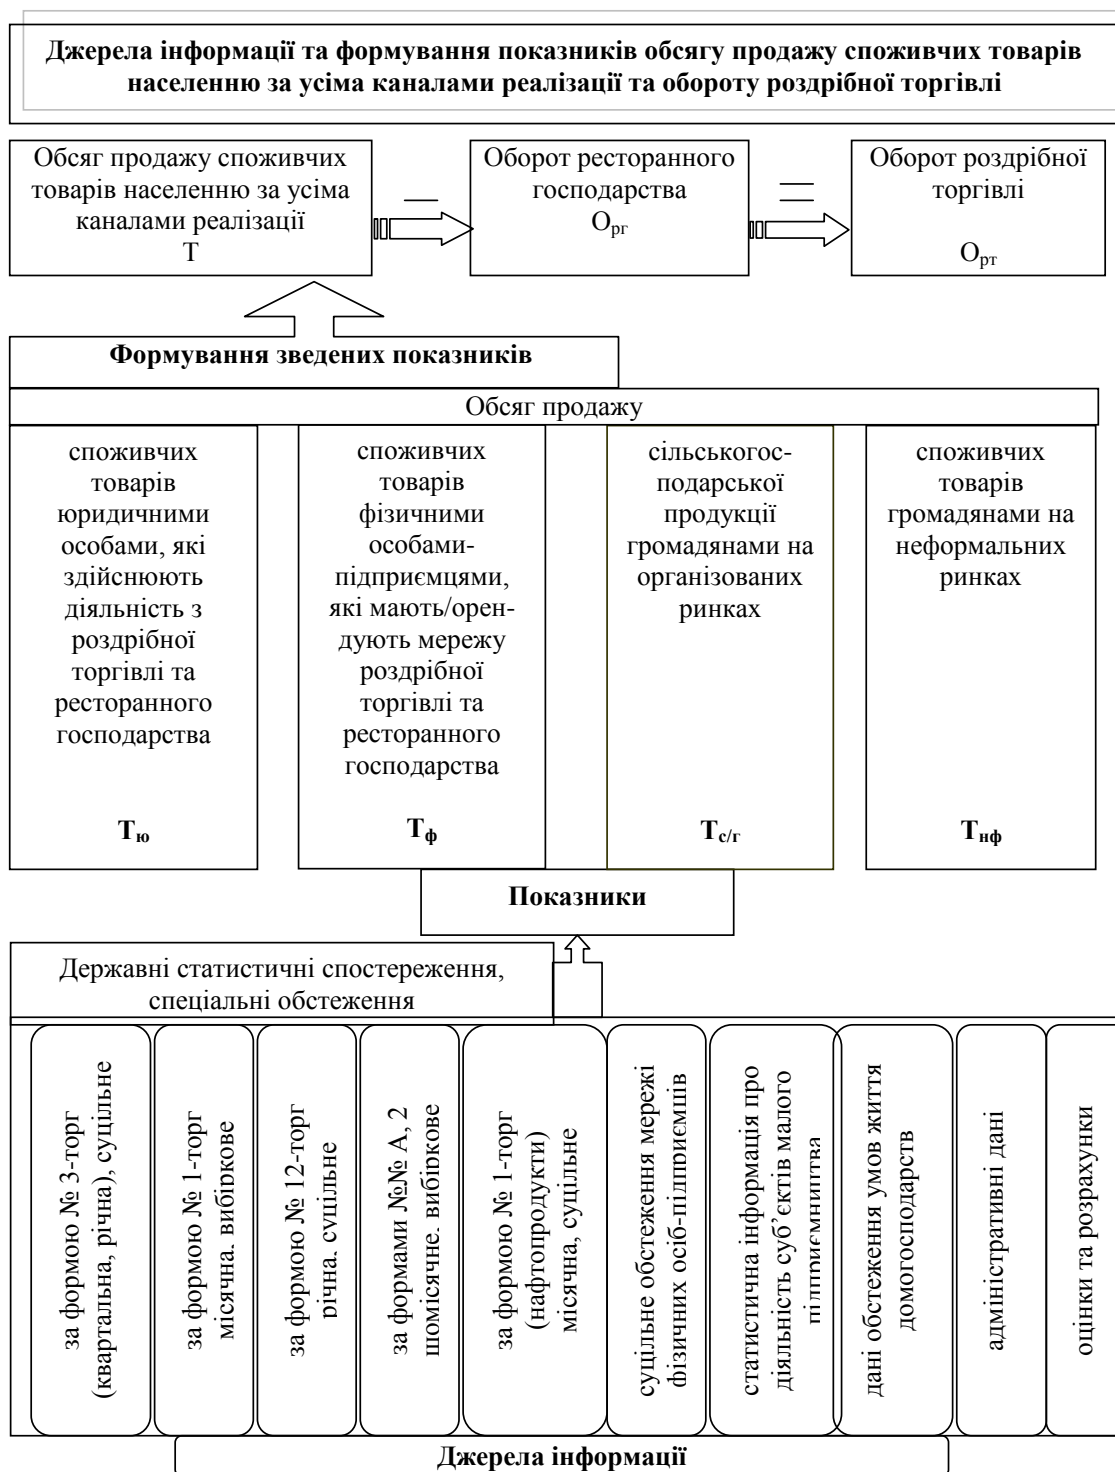 Джерела інформації та формування показників обсягу продажу споживчих товарів
населенню за усіма каналами реалізації та обороту роздрібної торгівлі
Обсяг продажу споживчих
товарів населенню за усіма
каналами реалізації
Т
—
Оборот ресторанного
господарства
Орг
=
Оборот роздрібної
торгівлі
Орт
Формування зведених показників
Обсяг продажу
споживчих
товарів
юридичними
особами, які
здійснюють
діяльність з
роздрібної
торгівлі та
ресторанного
господарства
Тю
споживчих
товарів
фізичними
особами-
підприємцями,
які мають/орен-
дують мережу
роздрібної
торгівлі та
ресторанного
господарства
Тф
сільськогос-
подарської
продукції
громадянами на
організованих
ринках
Тс/г
споживчих
товарів
громадянами на
неформальних
ринках
Тнф
Показники
Державні статистичні спостереження,
спеціальні обстеження
за формою № 3-торг
(квартальна, річна), суцільне
за формою № 1-торг
місячна, вибіркове
за формою № 12-торг
річна, суцільне
за формами №№ А, 2
щомісячне, вибіркове
за формою № 1-торг
(нафтопродукти)
місячна, суцільне
суцільне обстеження мережі
фізичних осіб-підприємців
статистична інформація про
діяльність суб’єктів малого
підприємництва
дані обстеження умов життя
домогосподарств
адміністративні дані
оцінки та розрахунки
Джерела інформації